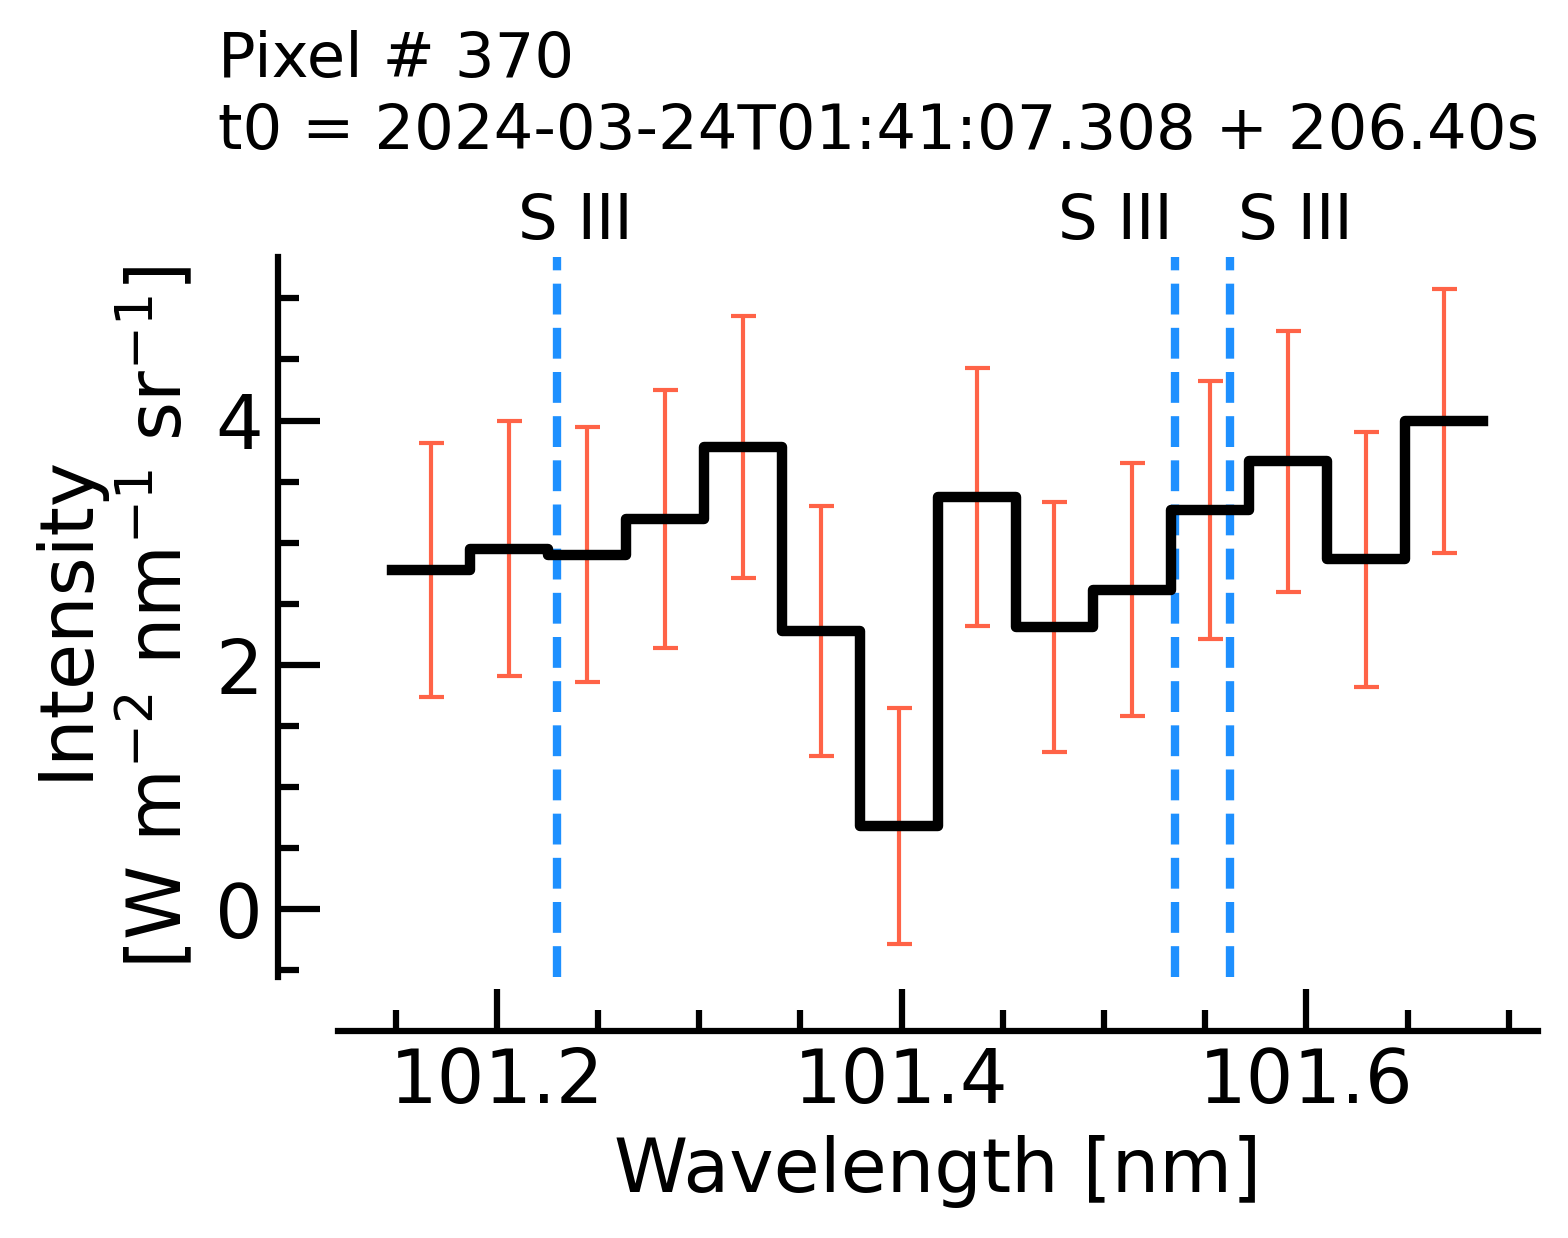 Pixel # 370
t0 = 2024-03-24T01:41:07.308 + 206.40s
S III S III S III
Intensity
[W m⁻² nm⁻¹ sr⁻¹]
4
2
0
101.2 101.4 101.6
Wavelength [nm]